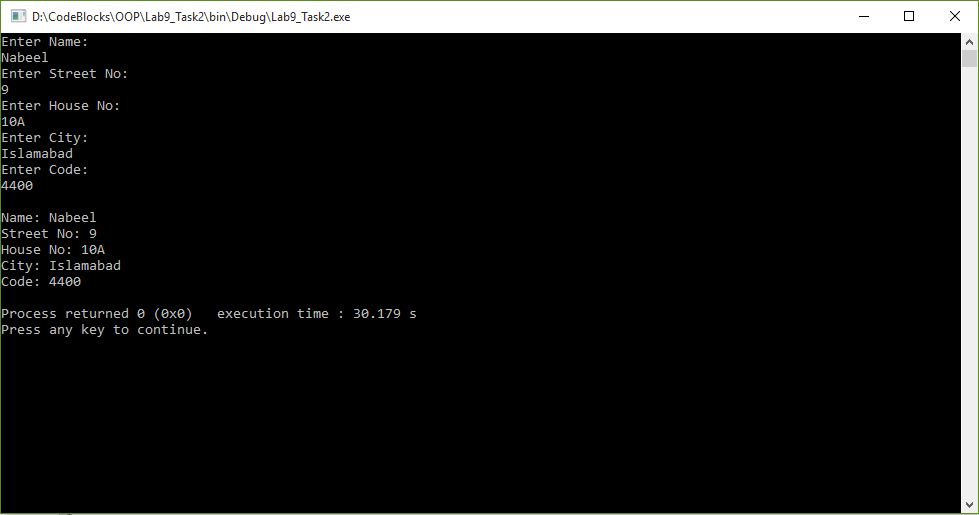 D:\CodeBlocks\OOP\Lab9_Task2\bin\Debug\Lab9_Task2.exe
Enter Name:
Nabeel
Enter Street No:
9
Enter House No:
10A
Enter City:
Islamabad
Enter Code:
4400
Name: Nabeel
Street No: 9
House No: 10A
City: Islamabad
Code: 4400
Process returned 0 (0x0)   execution time : 30.179 s
Press any key to continue.